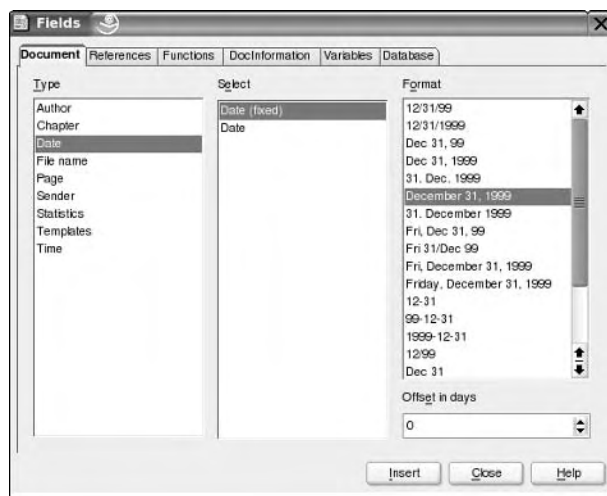 Fields
Document References Functions DocInformation Variables Database
Type
Author
Chapter
Date
File name
Page
Sender
Statistics
Templates
Time
Select
Date (fixed)
Date
Format
12/31/99
12/31/1999
Dec 31, 99
Dec 31, 1999
31. Dec. 1999
December 31, 1999
31. December 1999
Fri, Dec 31, 99
Fri 31/Dec 99
Fri, December 31, 1999
Friday, December 31, 1999
12-31
99-12-31
1999-12-31
12/99
Dec 31
Offset in days
0
Insert Close Help